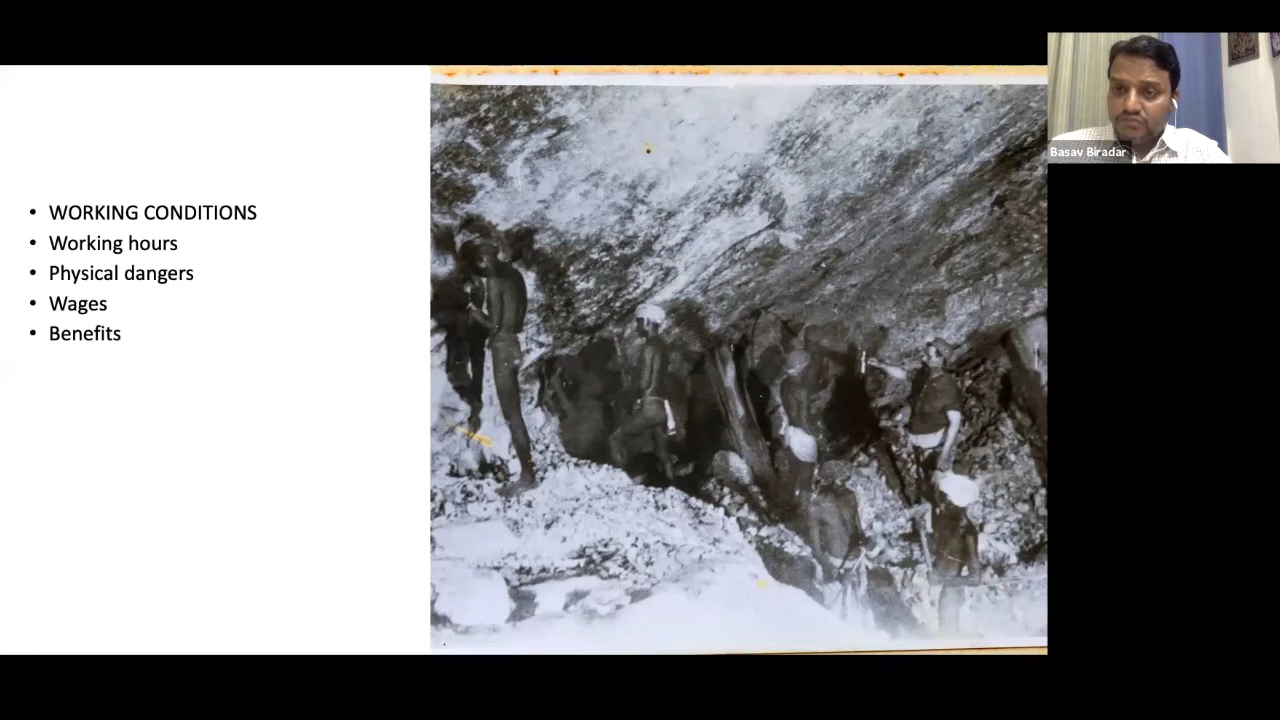 WORKING CONDITIONS
Working hours
Physical dangers
Wages
Benefits
Basav Biradar